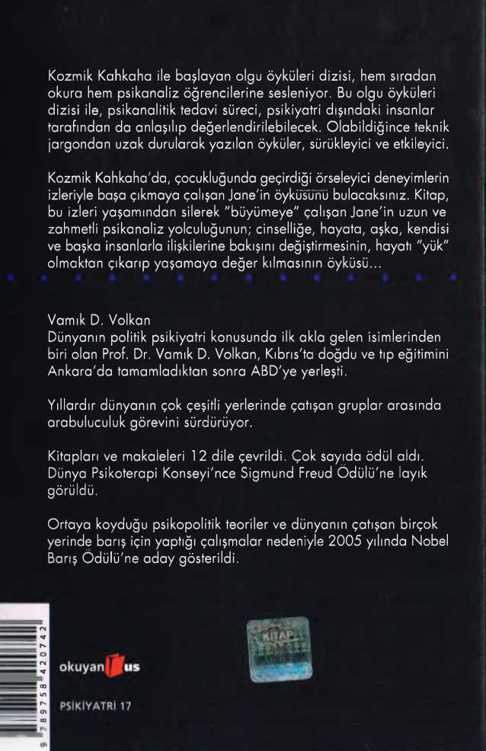 Kozmik Kahkaha ile başlayan olgu öyküleri dizisi, hem sıradan
okura hem psikanaliz öğrencilerine sesleniyor. Bu olgu öyküleri
dizisi ile, psikanalitik tedavi süreci, psikiyatri dışındaki insanlar
tarafından da anlaşılıp değerlendirilebilecek. Olabildiğince teknik
jargondan uzak durularak yazılan öyküler, sürükleyici ve etkileyici.
Kozmik Kahkaha'da, çocukluğunda geçirdiği örseleyici deneyimlerin
izleriyle başa çıkmaya çalışan Jane'in öyküsünü bulacaksınız. Kitap,
bu izleri yaşamından silerek "büyümeye" çalışan Jane'in uzun ve
zahmetli psikanaliz yolculuğunun; cinselliğe, hayata, aşka, kendisi
ve başka insanlarla ilişkilerine bakışını değiştirmesinin, hayatı "yük"
olmaktan çıkarıp yaşamaya değer kılmasının öyküsü...
Vamık D. Volkan
Dünyanın politik psikiyatri konusunda ilk akla gelen isimlerinden
biri olan Prof. Dr. Vamık D. Volkan, Kıbrıs'ta doğdu ve tıp eğitimini
Ankara'da tamamladıktan sonra ABD'ye yerleşti.
Yıllardır dünyanın çok çeşitli yerlerinde çatışan gruplar arasında
arabuluculuk görevini sürdürüyor.
Kitapları ve makaleleri 12 dile çevrildi. Çok sayıda ödül aldı.
Dünya Psikoterapi Konseyi'nce Sigmund Freud Ödülü'ne layık
görüldü.
Ortaya koyduğu psikopolitik teoriler ve dünyanın çatışan birçok
yerinde barış için yaptığı çalışmalar nedeniyle 2005 yılında Nobel
Barış Ödülü'ne aday gösterildi.
9 789758 420742
okuyan us
KİTAP
PSİKİYATRİ 17